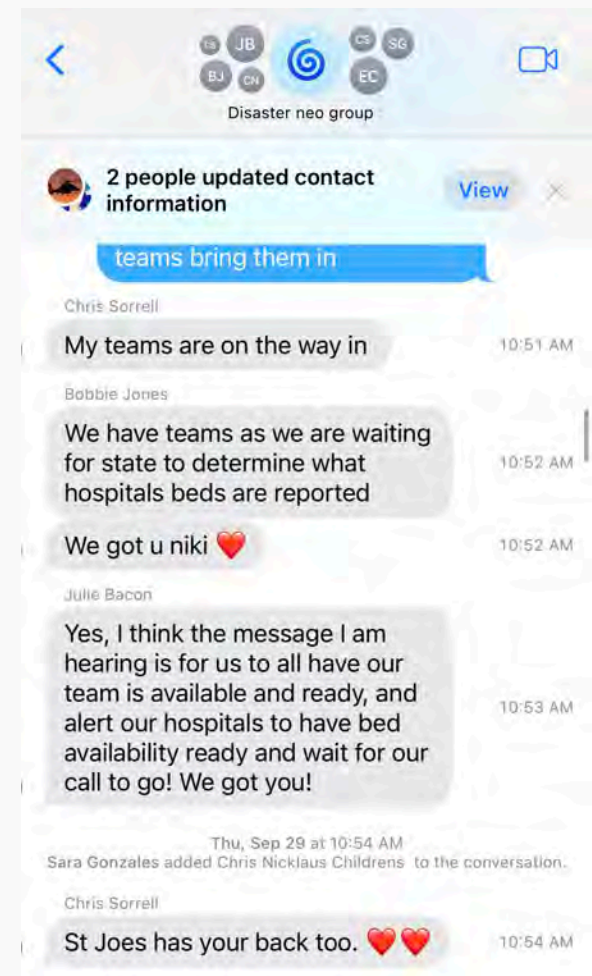 CS JB BJ CN CS SG EC
Disaster neo group
2 people updated contact
information
View
teams bring them in
Chris Sorrell
My teams are on the way in
10:51 AM
Bobbie Jones
We have teams as we are waiting
for state to determine what
hospitals beds are reported
10:52 AM
We got u niki ❤️
10:52 AM
Julie Bacon
Yes, I think the message I am
hearing is for us to all have our
team is available and ready, and
alert our hospitals to have bed
availability ready and wait for our
call to go! We got you!
10:53 AM
Thu, Sep 29 at 10:54 AM
Sara Gonzales added Chris Nicklaus Childrens to the conversation.
Chris Sorrell
St Joes has your back too. ❤️❤️
10:54 AM